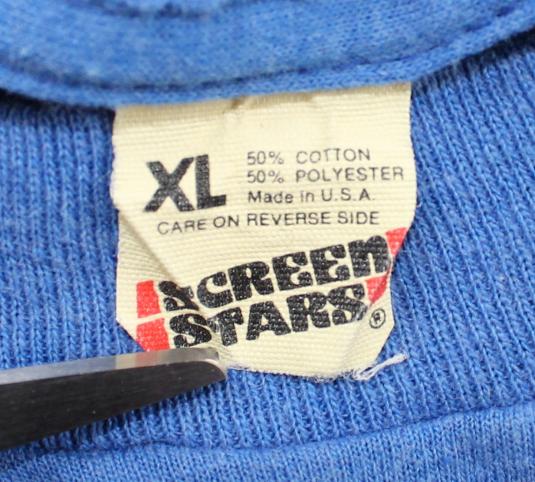 XL
50% COTTON
50% POLYESTER
Made in U.S.A.
CARE ON REVERSE SIDE
SCREEN
STARS®